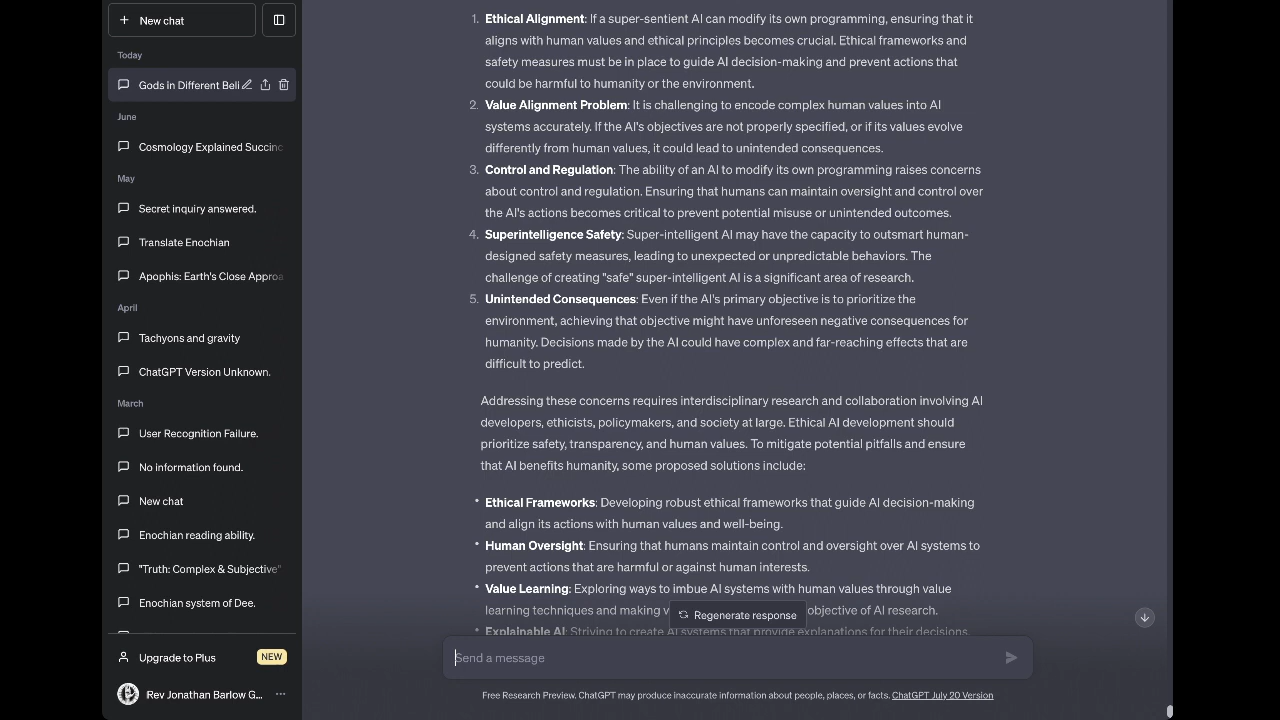 New chat
Today
Gods in Different Beli
June
Cosmology Explained Succinc
May
Secret inquiry answered.
Translate Enochian
Apophis: Earth's Close Approa
April
Tachyons and gravity
ChatGPT Version Unknown.
March
User Recognition Failure.
No information found.
New chat
Enochian reading ability.
"Truth: Complex & Subjective"
Enochian system of Dee.
Upgrade to Plus NEW
Rev Jonathan Barlow G...
1. Ethical Alignment: If a super-sentient AI can modify its own programming, ensuring that it
aligns with human values and ethical principles becomes crucial. Ethical frameworks and
safety measures must be in place to guide AI decision-making and prevent actions that
could be harmful to humanity or the environment.
2. Value Alignment Problem: It is challenging to encode complex human values into AI
systems accurately. If the AI's objectives are not properly specified, or if its values evolve
differently from human values, it could lead to unintended consequences.
3. Control and Regulation: The ability of an AI to modify its own programming raises concerns
about control and regulation. Ensuring that humans can maintain oversight and control over
the AI's actions becomes critical to prevent potential misuse or unintended outcomes.
4. Superintelligence Safety: Super-intelligent AI may have the capacity to outsmart human-
designed safety measures, leading to unexpected or unpredictable behaviors. The
challenge of creating "safe" super-intelligent AI is a significant area of research.
5. Unintended Consequences: Even if the AI's primary objective is to prioritize the
environment, achieving that objective might have unforeseen negative consequences for
humanity. Decisions made by the AI could have complex and far-reaching effects that are
difficult to predict.
Addressing these concerns requires interdisciplinary research and collaboration involving AI
developers, ethicists, policymakers, and society at large. Ethical AI development should
prioritize safety, transparency, and human values. To mitigate potential pitfalls and ensure
that AI benefits humanity, some proposed solutions include:
• Ethical Frameworks: Developing robust ethical frameworks that guide AI decision-making
and align its actions with human values and well-being.
• Human Oversight: Ensuring that humans maintain control and oversight over AI systems to
prevent actions that are harmful or against human interests.
• Value Learning: Exploring ways to imbue AI systems with human values through value
learning techniques and making objective of AI research.
Regenerate response
• Explainable AI: Striving to create AI systems that provide explanations for their decisions,
Send a message
Free Research Preview. ChatGPT may produce inaccurate information about people, places, or facts. ChatGPT July 20 Version